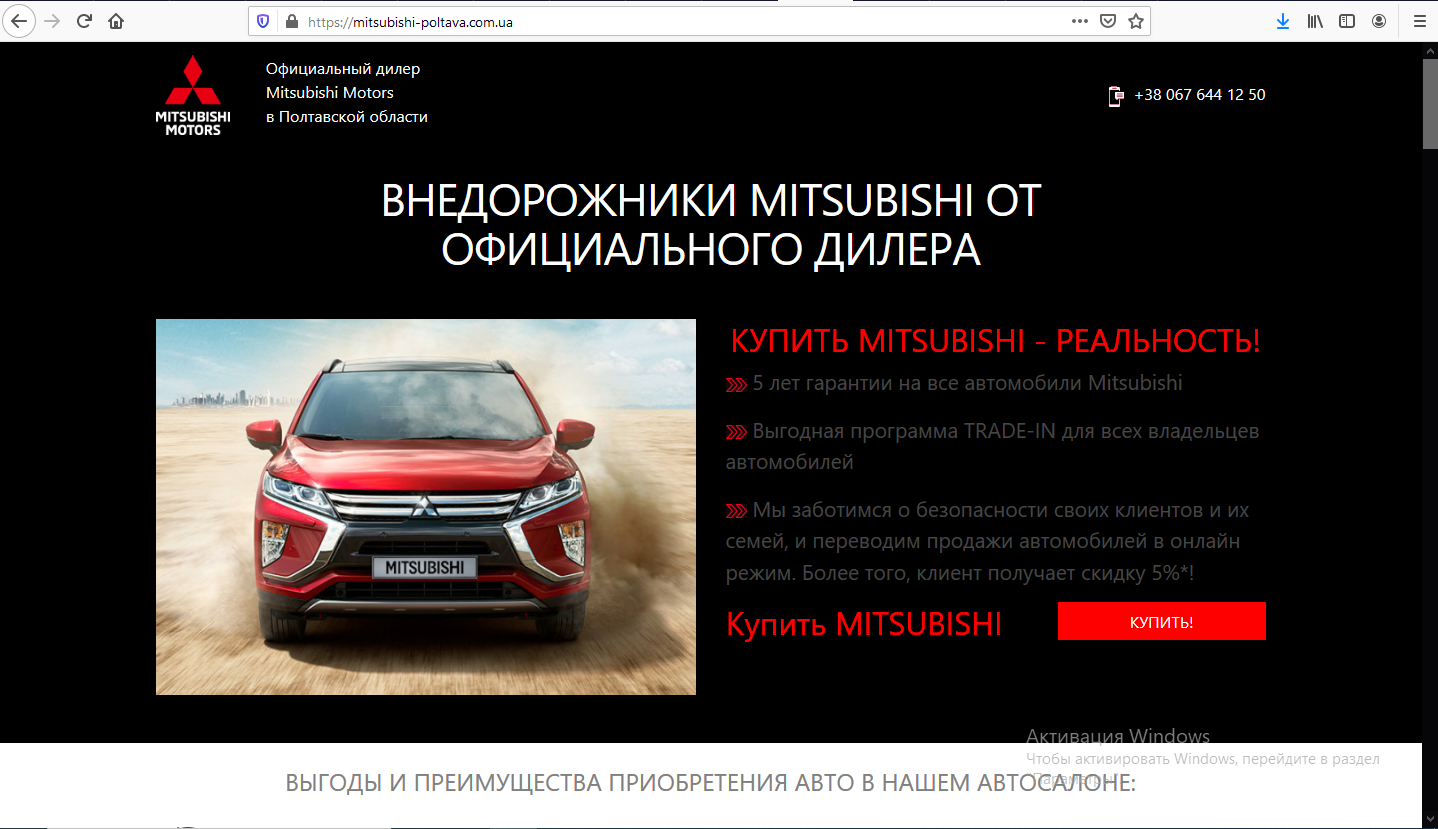 https://mitsubishi-poltava.com.ua
MITSUBISHI
MOTORS
Официальный дилер
Mitsubishi Motors
в Полтавской области
+38 067 644 12 50
ВНЕДОРОЖНИКИ MITSUBISHI ОТ
ОФИЦИАЛЬНОГО ДИЛЕРА
MITSUBISHI
КУПИТЬ MITSUBISHI - РЕАЛЬНОСТЬ!
5 лет гарантии на все автомобили Mitsubishi
Выгодная программа TRADE-IN для всех владельцев
автомобилей
Мы заботимся о безопасности своих клиентов и их
семей, и переводим продажи автомобилей в онлайн
режим. Более того, клиент получает скидку 5%*!
Купить MITSUBISHI
КУПИТЬ!
Активация Windows
Чтобы активировать Windows, перейдите в раздел
"Параметры".
ВЫГОДЫ И ПРЕИМУЩЕСТВА ПРИОБРЕТЕНИЯ АВТО В НАШЕМ АВТОСАЛОНЕ: